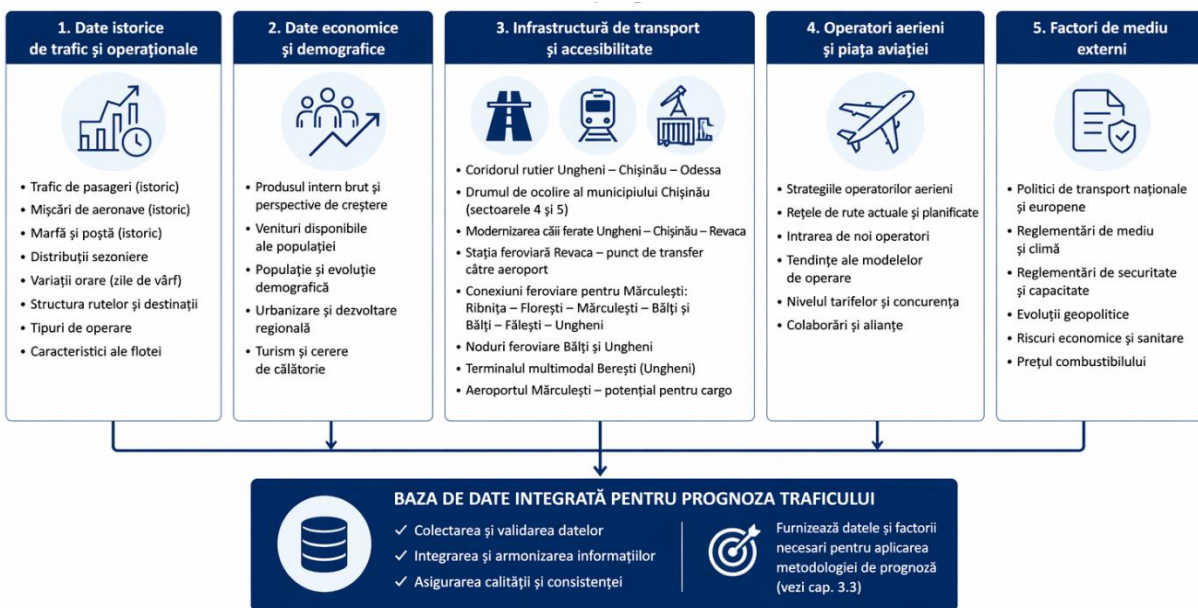 1. Date istorice
de trafic și operaționale
• Trafic de pasageri (istoric)
• Mișcări de aeronave (istoric)
• Marfă și poștă (istoric)
• Distribuții sezoniere
• Variații orare (zile de vârf)
• Structura rutelor și destinații
• Tipuri de operare
• Caracteristici ale flotei
2. Date economice
și demografice
• Produsul intern brut și
perspective de creștere
• Venituri disponibile
ale populației
• Populație și evoluție
demografică
• Urbanizare și dezvoltare
regională
• Turism și cerere
de călătorie
3. Infrastructură de transport
și accesibilitate
• Coridorul rutier Ungheni – Chișinău – Odessa
• Drumul de ocolire al municipiului Chișinău
(sectoarele 4 și 5)
• Modernizarea căii ferate Ungheni – Chișinău – Revaca
• Stația feroviară Revaca – punct de transfer
către aeroport
• Conexiuni feroviare pentru Mărculești:
Ribnița – Florești – Mărculești – Bălți și
Bălți – Fălești – Ungheni
• Noduri feroviare Bălți și Ungheni
• Terminalul multimodal Berești (Ungheni)
• Aeroportul Mărculești – potențial pentru cargo
4. Operatori aerieni
și piața aviației
• Strategiile operatorilor aerieni
• Rețele de rute actuale și planificate
• Intrarea de noi operatori
• Tendințe ale modelelor
de operare
• Nivelul tarifelor și concurența
• Colaborări și alianțe
5. Factori de mediu
externi
• Politici de transport naționale
și europene
• Reglementări de mediu
și climă
• Reglementări de securitate
și capacitate
• Evoluții geopolitice
• Riscuri economice și sanitare
• Prețul combustibilului
BAZA DE DATE INTEGRATĂ PENTRU PROGNOZA TRAFICULUI
✓ Colectarea și validarea datelor
✓ Integrarea și armonizarea informațiilor
✓ Asigurarea calității și consistenței
Furnizează datele și factorii
necesari pentru aplicarea
metodologiei de prognoză
(vezi cap. 3.3)